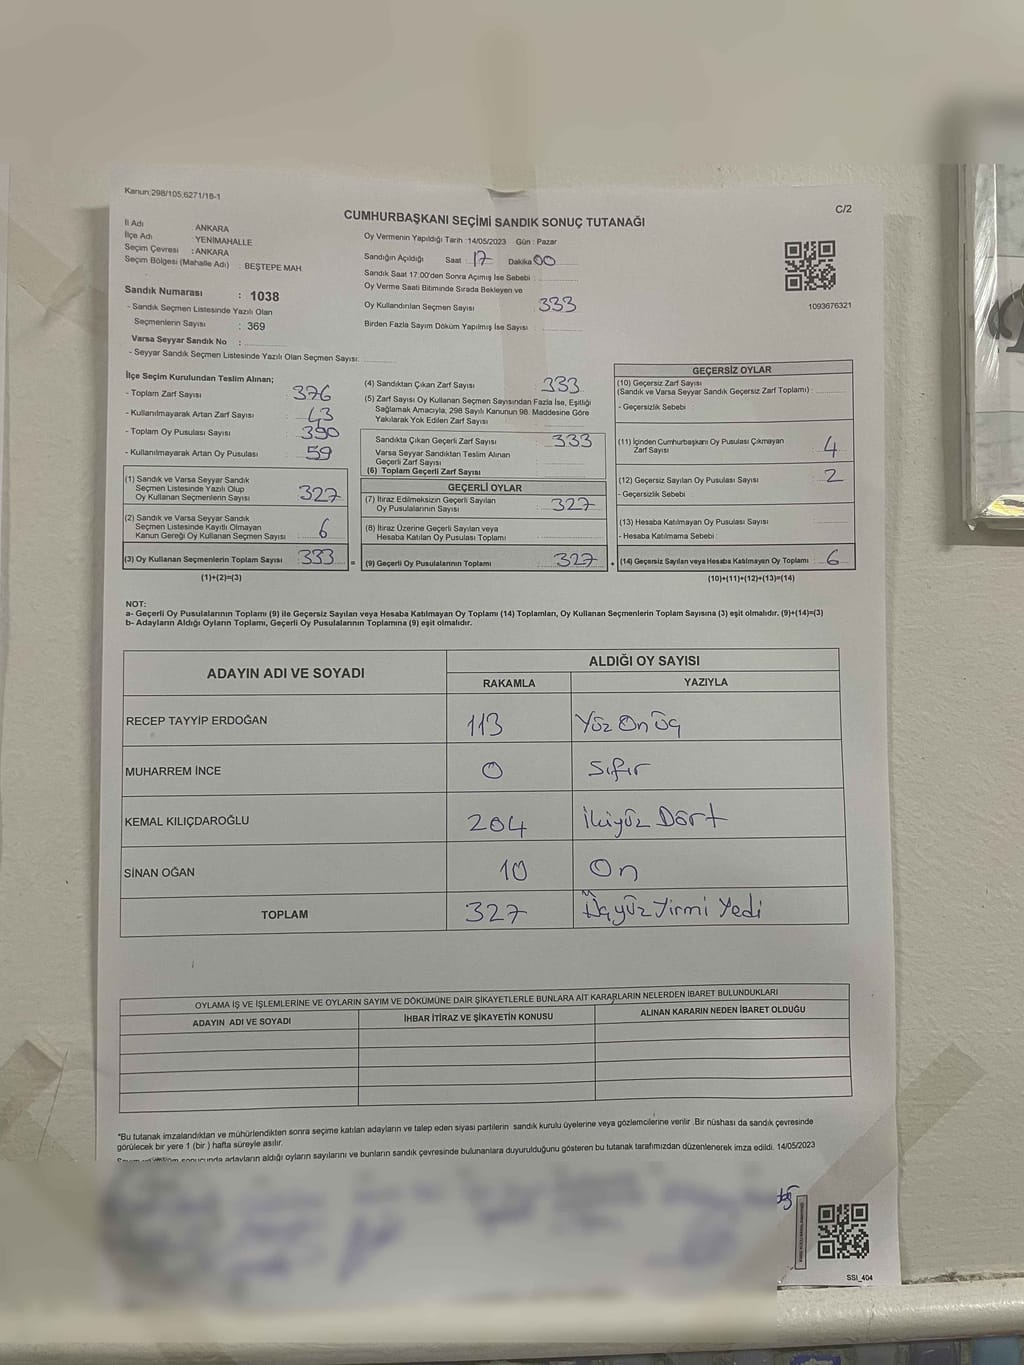 Kanun;298/105,6271/18-1
C/2
CUMHURBAŞKANI SEÇİMİ SANDIK SONUÇ TUTANAĞI
İl Adı ANKARA
İlçe Adı : YENİMAHALLE
Seçim Çevresi : ANKARA
Seçim Bölgesi (Mahalle Adı) : BEŞTEPE MAH.
Sandık Numarası : 1038
- Sandık Seçmen Listesinde Yazılı Olan
Seçmenlerin Sayısı : 369
Varsa Seyyar Sandık No :
- Seyyar Sandık Seçmen Listesinde Yazılı Olan Seçmen Sayısı:
Oy Vermenin Yapıldığı Tarih :14/05/2023 Gün : Pazar
Sandığın Açıldığı Saat 17 Dakika 00
Sandık Saat 17:00'den Sonra Açımış İse Sebebi :
Oy Verme Saati Bitiminde Sırada Bekleyen ve
Oy Kullandırılan Seçmen Sayısı : 333
Birden Fazla Sayım Döküm Yapılmış İse Sayısı :
1093676321
İlçe Seçim Kurulundan Teslim Alınan;
- Toplam Zarf Sayısı : 376
- Kullanılmayarak Artan Zarf Sayısı : 43
- Toplam Oy Pusulası Sayısı : 390
- Kullanılmayarak Artan Oy Pusulası : 59
(1) Sandık ve Varsa Seyyar Sandık
Seçmen Listesinde Yazılı Olup
Oy Kullanan Seçmenlerin Sayısı : 327
(2) Sandık ve Varsa Seyyar Sandık
Seçmen Listesinde Kayıtlı Olmayan
Kanun Gereği Oy Kullanan Seçmen Sayısı : 6
(3) Oy Kullanan Seçmenlerin Toplam Sayısı : 333
(1)+(2)=(3)
(4) Sandıktan Çıkan Zarf Sayısı : 333
(5) Zarf Sayısı Oy Kullanan Seçmen Sayısından Fazla İse, Eşitliği
Sağlamak Amacıyla, 298 Sayılı Kanunun 98. Maddesine Göre
Yakılarak Yok Edilen Zarf Sayısı :
Sandıkta Çıkan Geçerli Zarf Sayısı : 333
Varsa Seyyar Sandıktan Teslim Alınan
Geçerli Zarf Sayısı :
(6) Toplam Geçerli Zarf Sayısı
GEÇERLİ OYLAR
(7) İtiraz Edilmeksizin Geçerli Sayılan
Oy Pusulalarının Sayısı : 327
(8) İtiraz Üzerine Geçerli Sayılan veya
Hesaba Katılan Oy Pusulası Toplamı :
= (9) Geçerli Oy Pusulalarının Toplamı : 327
GEÇERSİZ OYLAR
(10) Geçersiz Zarf Sayısı
(Sandık ve Varsa Seyyar Sandık Geçersiz Zarf Toplamı) :
- Geçersizlik Sebebi :
(11) İçinden Cumhurbaşkanı Oy Pusulası Çıkmayan
Zarf Sayısı : 4
(12) Geçersiz Sayılan Oy Pusulası Sayısı : 2
- Geçersizlik Sebebi :
(13) Hesaba Katılmayan Oy Pusulası Sayısı :
- Hesaba Katılmama Sebebi :
+ (14) Geçersiz Sayılan veya Hesaba Katılmayan Oy Toplamı : 6
(10)+(11)+(12)+(13)=(14)
NOT:
a- Geçerli Oy Pusulalarının Toplamı (9) ile Geçersiz Sayılan veya Hesaba Katılmayan Oy Toplamı (14) Toplamları, Oy Kullanan Seçmenlerin Toplam Sayısına (3) eşit olmalıdır. (9)+(14)=(3)
b- Adayların Aldığı Oyların Toplamı, Geçerli Oy Pusulalarının Toplamına (9) eşit olmalıdır.
ADAYIN ADI VE SOYADI
ALDIĞI OY SAYISI
RAKAMLA YAZIYLA
RECEP TAYYİP ERDOĞAN 113 Yüz On üç
MUHARREM İNCE 0 Sıfır
KEMAL KILIÇDAROĞLU 204 İkiyüz Dört
SİNAN OĞAN 10 On
TOPLAM 327 Üçyüz Yirmi Yedi
OYLAMA İŞ VE İŞLEMLERİNE VE OYLARIN SAYIM VE DÖKÜMÜNE DAİR ŞİKAYETLERLE BUNLARA AİT KARARLARIN NELERDEN İBARET BULUNDUKLARI
ADAYIN ADI VE SOYADI İHBAR İTİRAZ VE ŞİKAYETİN KONUSU ALINAN KARARIN NEDEN İBARET OLDUĞU
*Bu tutanak imzalandıktan ve mühürlendikten sonra seçime katılan adayların ve talep eden siyasi partilerin sandık kurulu üyelerine veya gözlemcilerine verilir .Bir nüshası da sandık çevresinde
görülecek bir yere 1 (bir ) hafta süreyle asılır.
sonucunda adayların aldığı oyların sayılarını ve bunların sandık çevresinde bulunanlara duyurulduğunu gösteren bu tutanak tarafımızdan düzenlenerek imza edildi. 14/05/2023
SSI_404